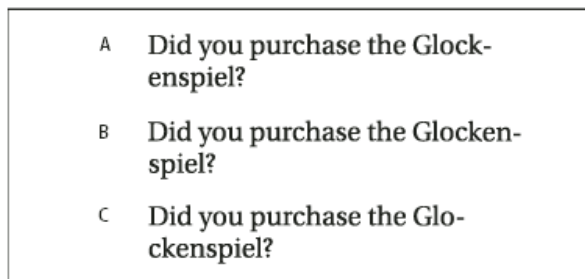 A Did you purchase the Glock-
enspiel?
B Did you purchase the Glocken-
spiel?
C Did you purchase the Glo-
ckenspiel?